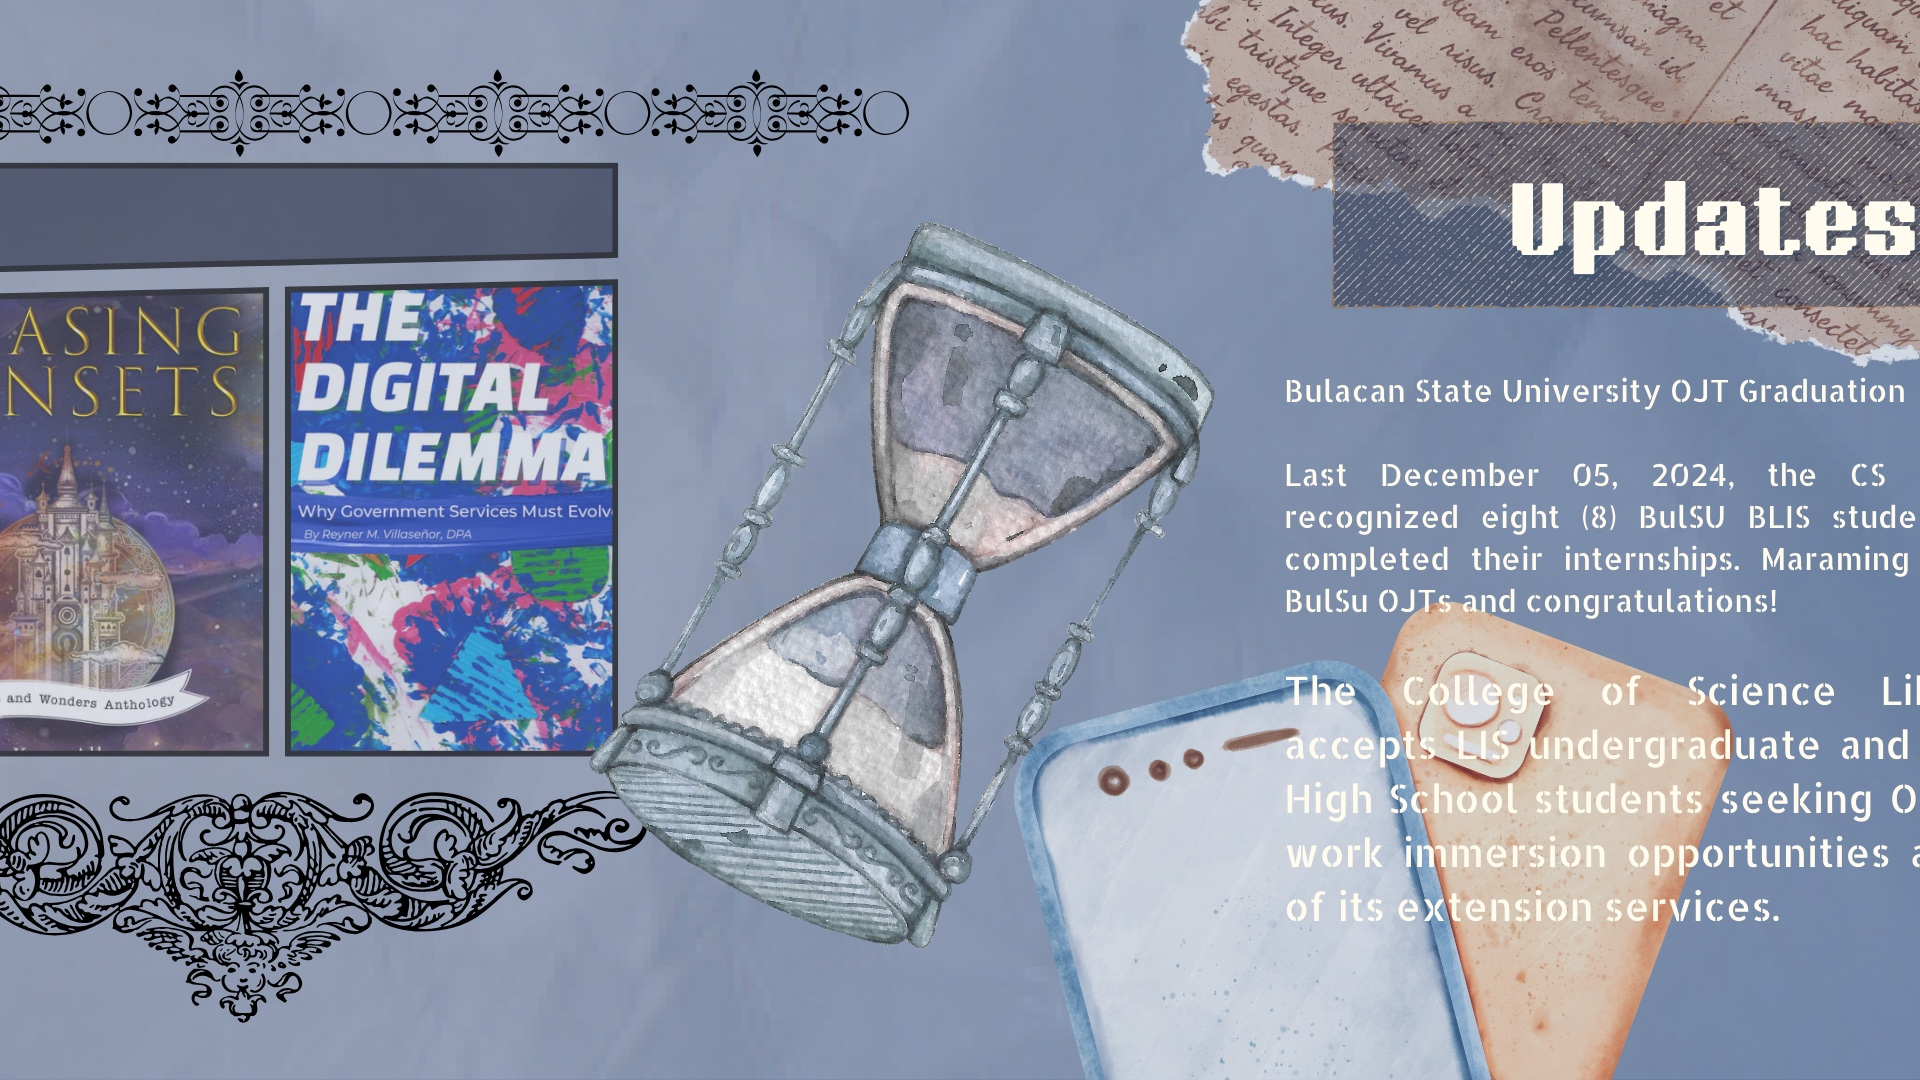 ASING
NSETS
and Wonders Anthology
THE
DIGITAL
DILEMMA
Why Government Services Must Evolv
By Reyner M. Villaseñor, DPA
Updates
Bulacan State University OJT Graduation
Last December 05, 2024, the CS
recognized eight (8) BulSU BLIS stude
completed their internships. Maraming
BulSu OJTs and congratulations!
The College of Science Li
accepts LIS undergraduate and
High School students seeking O
work immersion opportunities a
of its extension services.